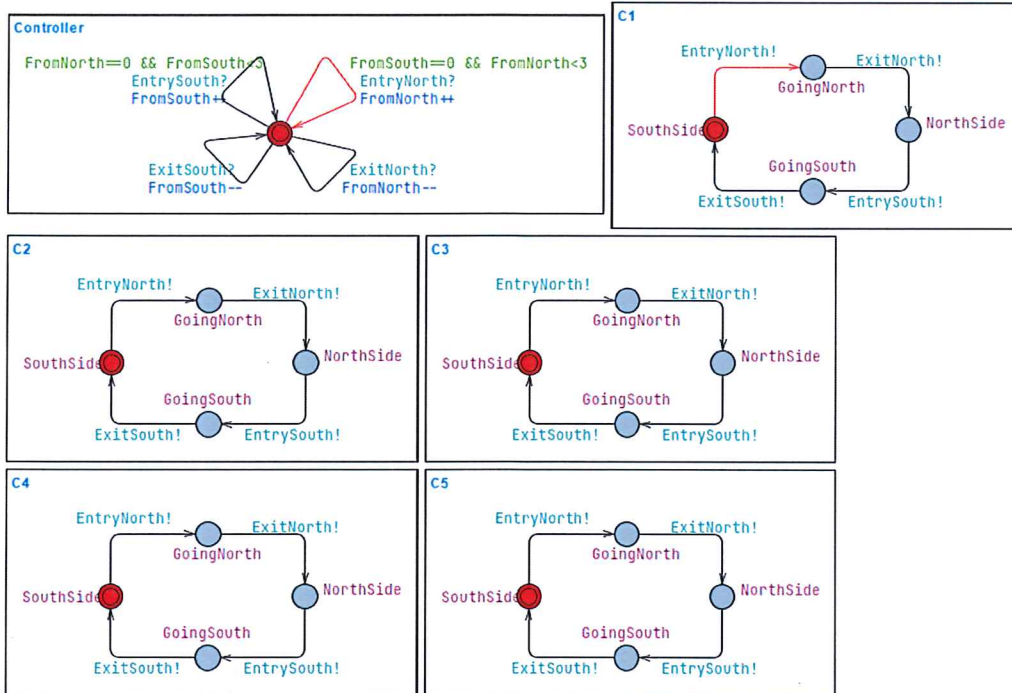 Controller
FromNorth==0 && FromSouth<3
EntrySouth?
FromSouth++
FromSouth==0 && FromNorth<3
EntryNorth?
FromNorth++
ExitSouth?
FromSouth--
ExitNorth?
FromNorth--
C1
EntryNorth!
ExitNorth!
GoingNorth
SouthSide
NorthSide
GoingSouth
ExitSouth!
EntrySouth!
C2
EntryNorth!
ExitNorth!
GoingNorth
SouthSide
NorthSide
GoingSouth
ExitSouth!
EntrySouth!
C3
EntryNorth!
ExitNorth!
GoingNorth
SouthSide
NorthSide
GoingSouth
ExitSouth!
EntrySouth!
C4
EntryNorth!
ExitNorth!
GoingNorth
SouthSide
NorthSide
GoingSouth
ExitSouth!
EntrySouth!
C5
EntryNorth!
ExitNorth!
GoingNorth
SouthSide
NorthSide
GoingSouth
ExitSouth!
EntrySouth!